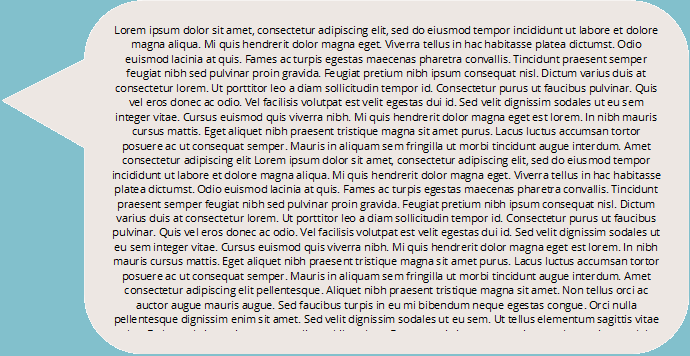 Lorem ipsum dolor sit amet, consectetur adipiscing elit, sed do eiusmod tempor incididunt ut labore et dolore
magna aliqua. Mi quis hendrerit dolor magna eget. Viverra tellus in hac habitasse platea dictumst. Odio
euismod lacinia at quis. Fames ac turpis egestas maecenas pharetra convallis. Tincidunt praesent semper
feugiat nibh sed pulvinar proin gravida. Feugiat pretium nibh ipsum consequat nisl. Dictum varius duis at
consectetur lorem. Ut porttitor leo a diam sollicitudin tempor id. Consectetur purus ut faucibus pulvinar. Quis
vel eros donec ac odio. Vel facilisis volutpat est velit egestas dui id. Sed velit dignissim sodales ut eu sem
integer vitae. Cursus euismod quis viverra nibh. Mi quis hendrerit dolor magna eget est lorem. In nibh mauris
cursus mattis. Eget aliquet nibh praesent tristique magna sit amet purus. Lacus luctus accumsan tortor
posuere ac ut consequat semper. Mauris in aliquam sem fringilla ut morbi tincidunt augue interdum. Amet
consectetur adipiscing elit Lorem ipsum dolor sit amet, consectetur adipiscing elit, sed do eiusmod tempor
incididunt ut labore et dolore magna aliqua. Mi quis hendrerit dolor magna eget. Viverra tellus in hac habitasse
platea dictumst. Odio euismod lacinia at quis. Fames ac turpis egestas maecenas pharetra convallis. Tincidunt
praesent semper feugiat nibh sed pulvinar proin gravida. Feugiat pretium nibh ipsum consequat nisl. Dictum
varius duis at consectetur lorem. Ut porttitor leo a diam sollicitudin tempor id. Consectetur purus ut faucibus
pulvinar. Quis vel eros donec ac odio. Vel facilisis volutpat est velit egestas dui id. Sed velit dignissim sodales ut
eu sem integer vitae. Cursus euismod quis viverra nibh. Mi quis hendrerit dolor magna eget est lorem. In nibh
mauris cursus mattis. Eget aliquet nibh praesent tristique magna sit amet purus. Lacus luctus accumsan tortor
posuere ac ut consequat semper. Mauris in aliquam sem fringilla ut morbi tincidunt augue interdum. Amet
consectetur adipiscing elit pellentesque. Aliquet nibh praesent tristique magna sit amet. Non tellus orci ac
auctor augue mauris augue. Sed faucibus turpis in eu mi bibendum neque egestas congue. Orci nulla
pellentesque dignissim enim sit amet. Sed velit dignissim sodales ut eu sem. Ut tellus elementum sagittis vitae